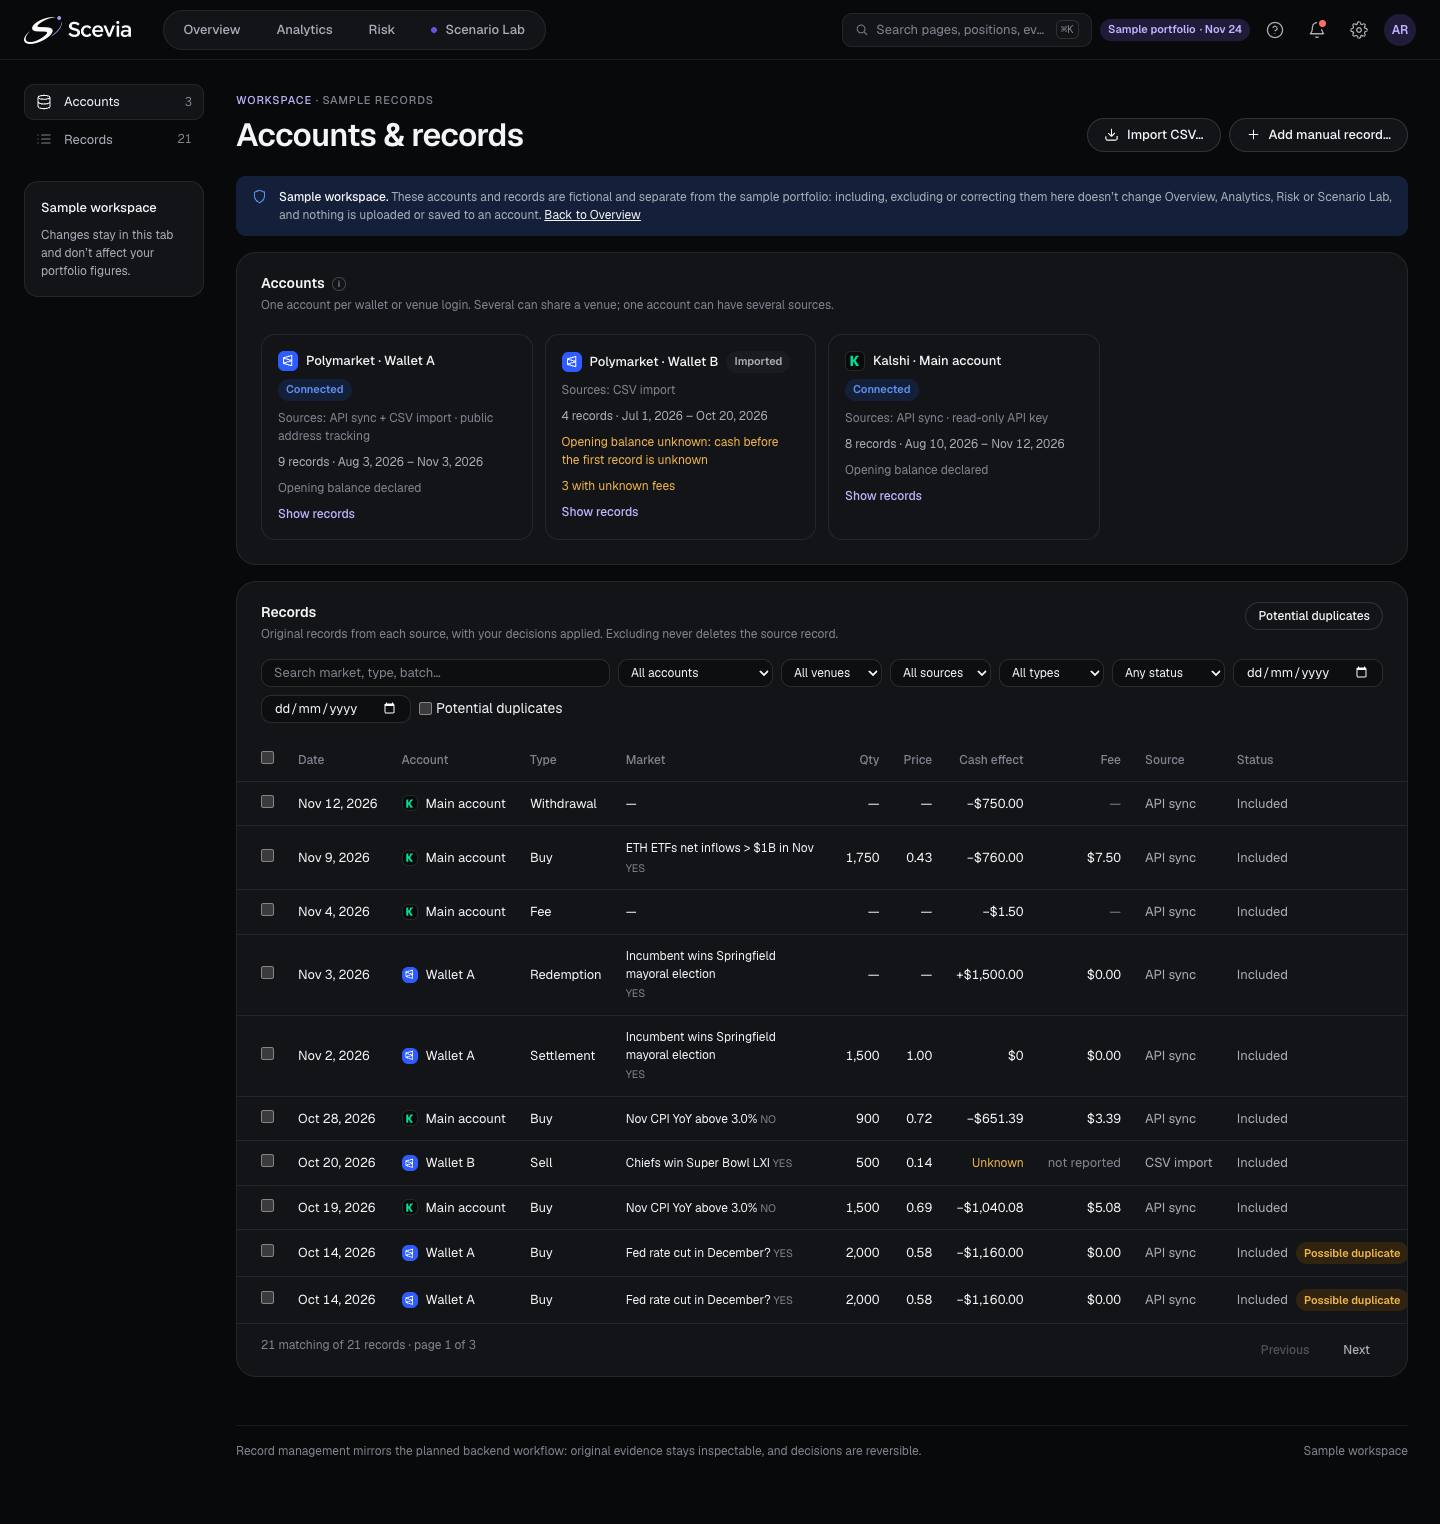 Scevia
Overview Analytics Risk Scenario Lab
Search pages, positions, ev... ⌘K
Sample portfolio · Nov 24
AR
Accounts 3
Records 21
Sample workspace
Changes stay in this tab
and don't affect your
portfolio figures.
WORKSPACE · SAMPLE RECORDS
Accounts & records
Import CSV...
Add manual record...
Sample workspace. These accounts and records are fictional and separate from the sample portfolio: including, excluding or correcting them here doesn't change Overview, Analytics, Risk or Scenario Lab,
and nothing is uploaded or saved to an account. Back to Overview
Accounts
One account per wallet or venue login. Several can share a venue; one account can have several sources.
Polymarket · Wallet A
Connected
Sources: API sync + CSV import · public
address tracking
9 records · Aug 3, 2026 – Nov 3, 2026
Opening balance declared
Show records
Polymarket · Wallet B Imported
Sources: CSV import
4 records · Jul 1, 2026 – Oct 20, 2026
Opening balance unknown: cash before
the first record is unknown
3 with unknown fees
Show records
Kalshi · Main account
Connected
Sources: API sync · read-only API key
8 records · Aug 10, 2026 – Nov 12, 2026
Opening balance declared
Show records
Records
Original records from each source, with your decisions applied. Excluding never deletes the source record.
Potential duplicates
Search market, type, batch... All accounts All venues All sources All types Any status dd/mm/yyyy
dd/mm/yyyy Potential duplicates
Date Account Type Market Qty Price Cash effect Fee Source Status
Nov 12, 2026 K Main account Withdrawal — — — −$750.00 — API sync Included
Nov 9, 2026 K Main account Buy ETH ETFs net inflows > $1B in Nov 1,750 0.43 −$760.00 $7.50 API sync Included
YES
Nov 4, 2026 K Main account Fee — — — −$1.50 — API sync Included
Nov 3, 2026 Wallet A Redemption Incumbent wins Springfield — — +$1,500.00 $0.00 API sync Included
mayoral election
YES
Nov 2, 2026 Wallet A Settlement Incumbent wins Springfield 1,500 1.00 $0 $0.00 API sync Included
mayoral election
YES
Oct 28, 2026 K Main account Buy Nov CPI YoY above 3.0% NO 900 0.72 −$651.39 $3.39 API sync Included
Oct 20, 2026 Wallet B Sell Chiefs win Super Bowl LXI YES 500 0.14 Unknown not reported CSV import Included
Oct 19, 2026 K Main account Buy Nov CPI YoY above 3.0% NO 1,500 0.69 −$1,040.08 $5.08 API sync Included
Oct 14, 2026 Wallet A Buy Fed rate cut in December? YES 2,000 0.58 −$1,160.00 $0.00 API sync Included Possible duplicate
Oct 14, 2026 Wallet A Buy Fed rate cut in December? YES 2,000 0.58 −$1,160.00 $0.00 API sync Included Possible duplicate
21 matching of 21 records · page 1 of 3
Previous Next
Record management mirrors the planned backend workflow: original evidence stays inspectable, and decisions are reversible.
Sample workspace